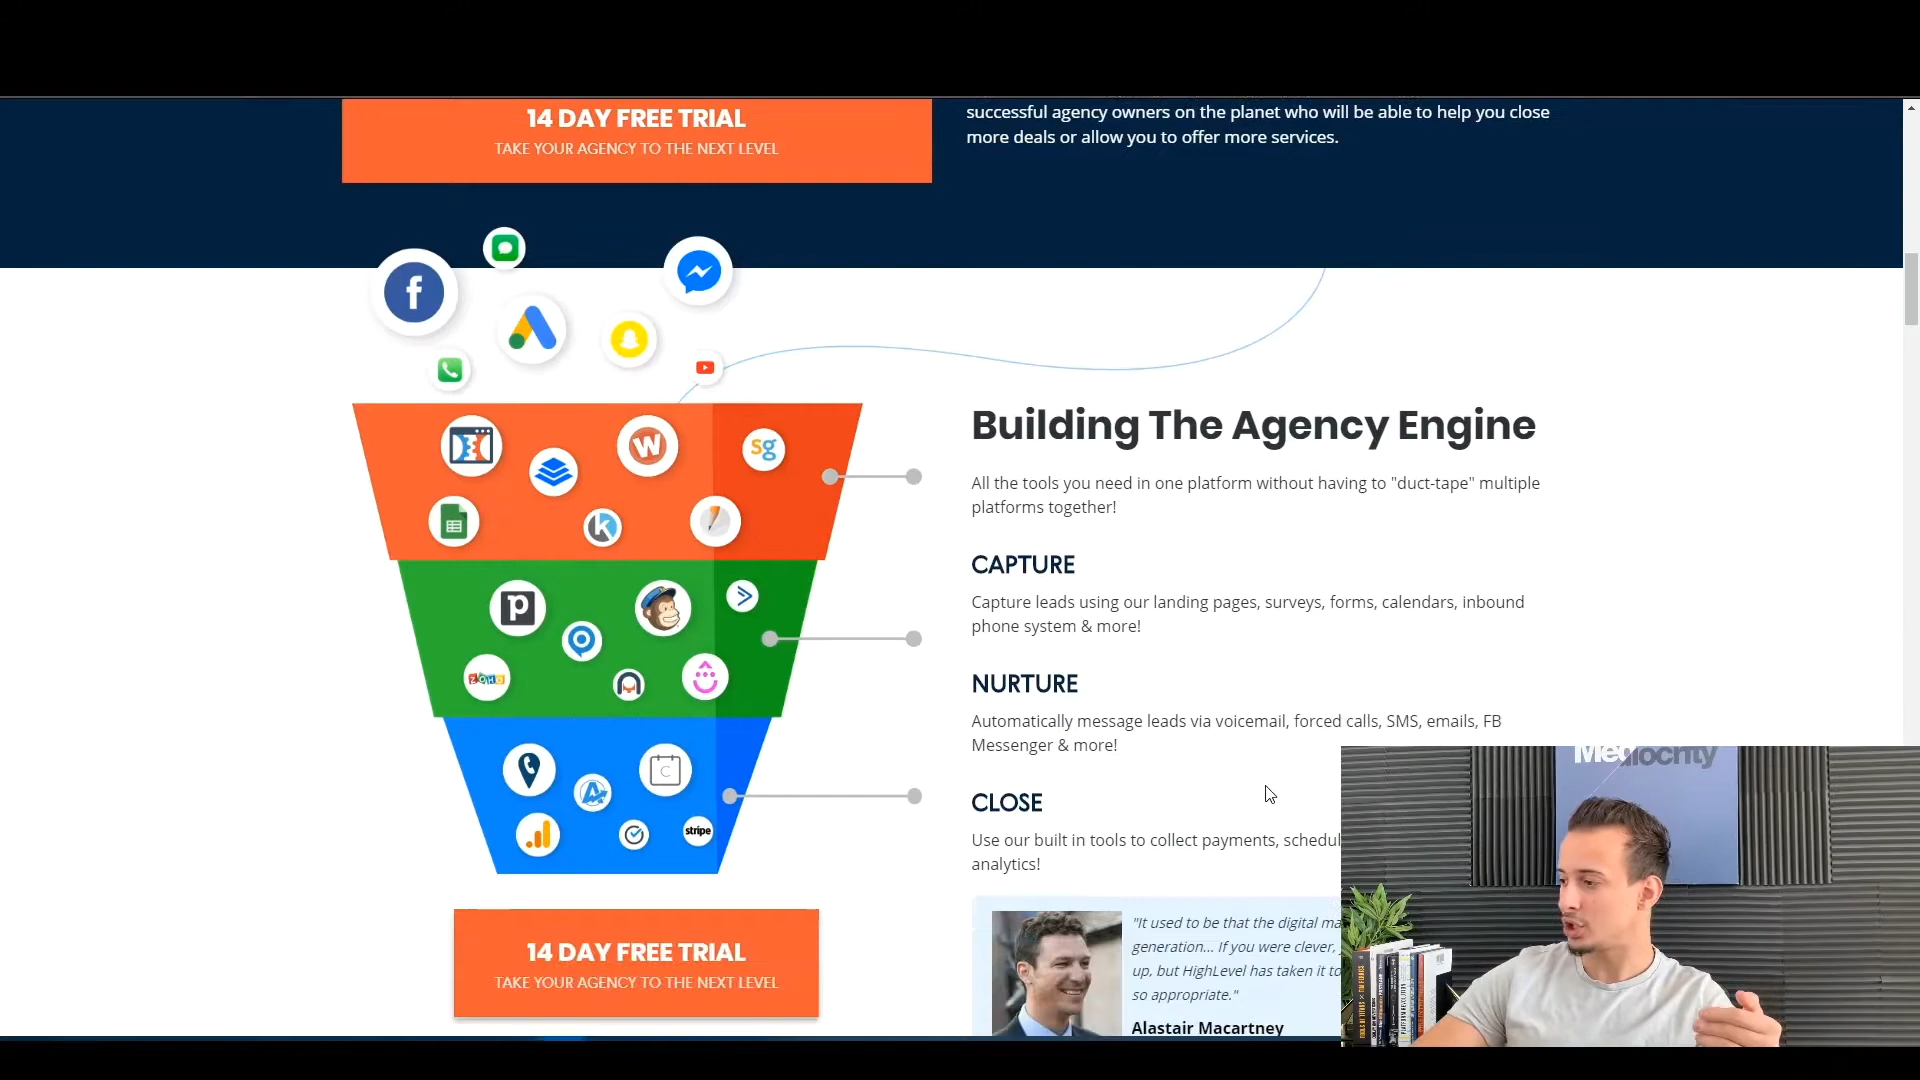 14 DAY FREE TRIAL
TAKE YOUR AGENCY TO THE NEXT LEVEL
successful agency owners on the planet who will be able to help you close
more deals or allow you to offer more services.
Building The Agency Engine
All the tools you need in one platform without having to "duct-tape" multiple
platforms together!
CAPTURE
Capture leads using our landing pages, surveys, forms, calendars, inbound
phone system & more!
NURTURE
Automatically message leads via voicemail, forced calls, SMS, emails, FB
Messenger & more!
CLOSE
Use our built in tools to collect payments, schedul
analytics!
"It used to be that the digital ma
generation... If you were clever,
up, but HighLevel has taken it to
so appropriate."
Alastair Macartney
f
W
sg
k
p
ZOHO
C
stripe
14 DAY FREE TRIAL
TAKE YOUR AGENCY TO THE NEXT LEVEL
Mediocrity